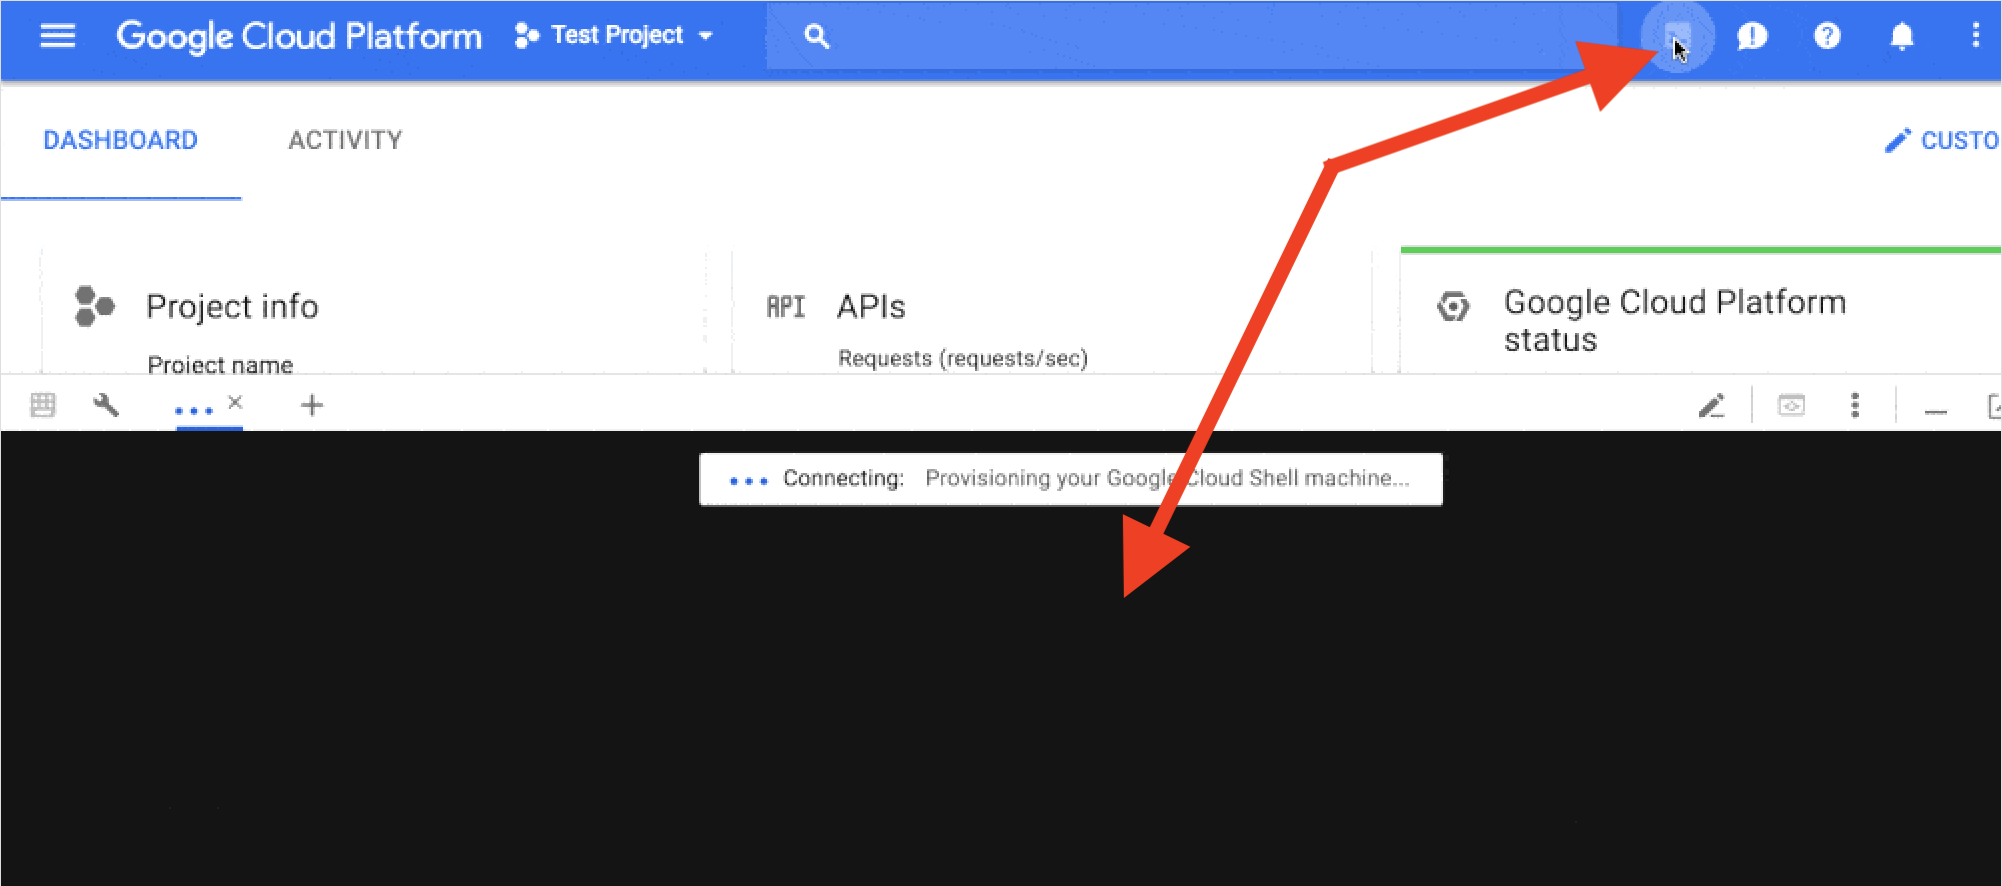 Google Cloud Platform
Test Project
DASHBOARD
ACTIVITY
CUSTO
Project info
Project name
API
APIs
Requests (requests/sec)
Google Cloud Platform
status
Connecting: Provisioning your Google Cloud Shell machine...